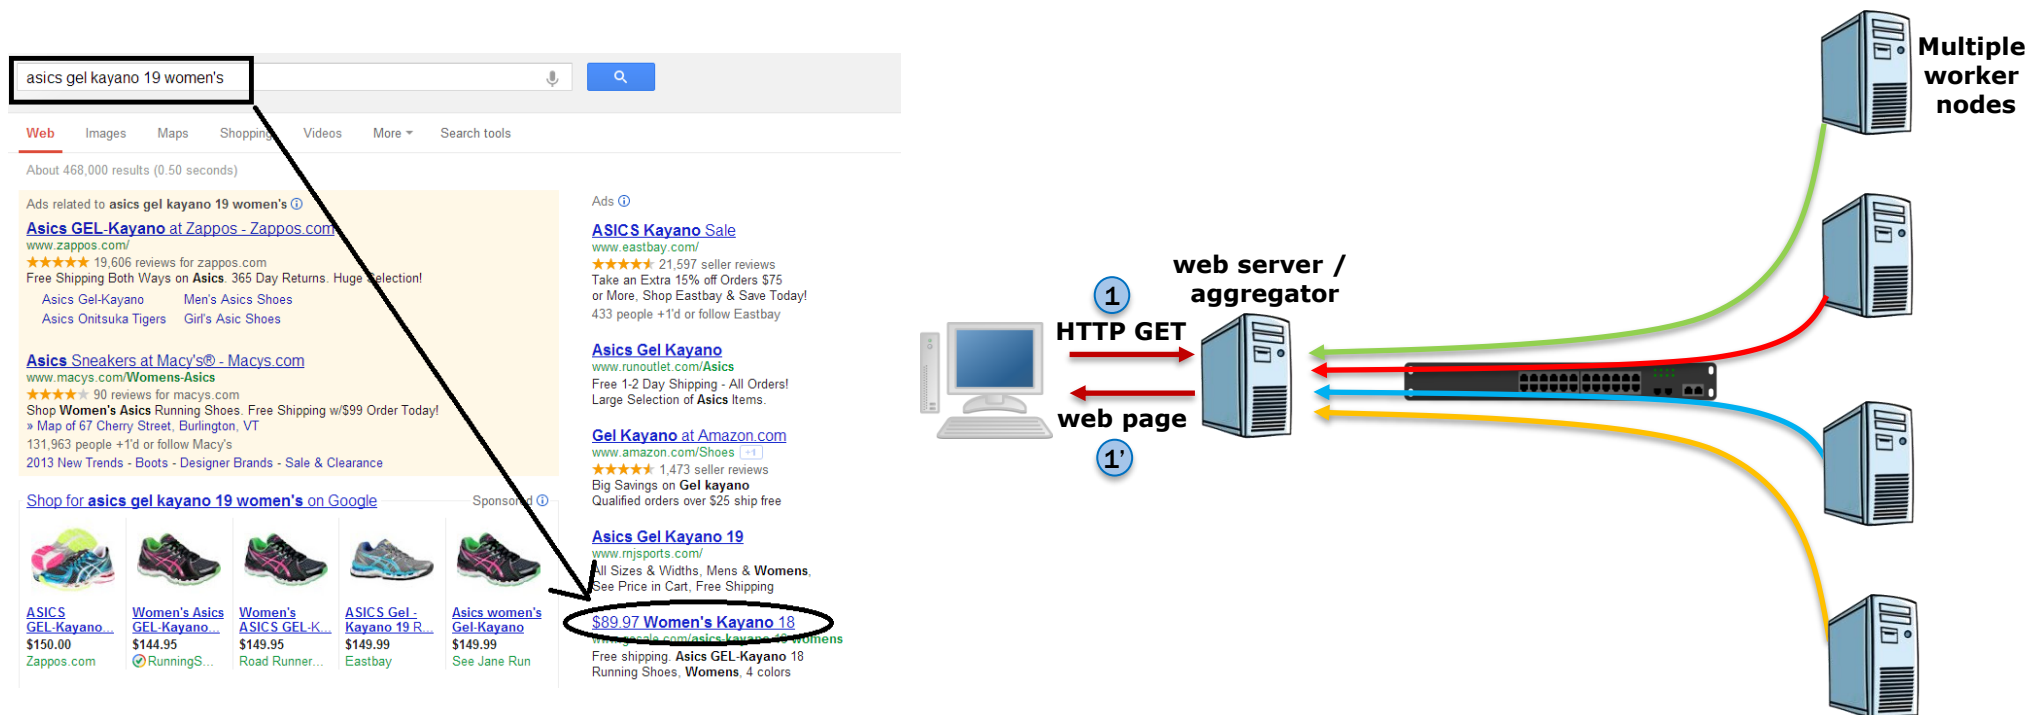 asics gel kayano 19 women's
Web Images Maps Shopping Videos More Search tools
About 468,000 results (0.50 seconds)
Ads related to asics gel kayano 19 women's
Asics GEL-Kayano at Zappos - Zappos.com
www.zappos.com/
19,606 reviews for zappos.com
Free Shipping Both Ways on Asics. 365 Day Returns. Huge Selection!
Asics Gel-Kayano Men's Asics Shoes
Asics Onitsuka Tigers Girl's Asic Shoes
Asics Sneakers at Macy's® - Macys.com
www.macys.com/Womens-Asics
90 reviews for macys.com
Shop Women's Asics Running Shoes. Free Shipping w/$99 Order Today!
» Map of 67 Cherry Street, Burlington, VT
131,963 people +1'd or follow Macy's
2013 New Trends - Boots - Designer Brands - Sale & Clearance
Shop for asics gel kayano 19 women's on Google Sponsored
ASICS
GEL-Kayano...
$150.00
Zappos.com
Women's Asics
GEL-Kayano...
$144.95
RunningS...
Women's
ASICS GEL-K...
$149.95
Road Runner...
ASICS Gel -
Kayano 19 R...
$149.99
Eastbay
Asics women's
Gel-Kayano
$149.99
See Jane Run
Ads
ASICS Kayano Sale
www.eastbay.com/
21,597 seller reviews
Take an Extra 15% off Orders $75
or More, Shop Eastbay & Save Today!
433 people +1'd or follow Eastbay
Asics Gel Kayano
www.runoutlet.com/Asics
Free 1-2 Day Shipping - All Orders!
Large Selection of Asics Items.
Gel Kayano at Amazon.com
www.amazon.com/Shoes +1
1,473 seller reviews
Big Savings on Gel kayano
Qualified orders over $25 ship free
Asics Gel Kayano 19
www.rnjsports.com/
All Sizes & Widths, Mens & Womens,
See Price in Cart, Free Shipping
$89.97 Women's Kayano 18
Free shipping. Asics GEL-Kayano 18
Running Shoes, Womens, 4 colors
1
HTTP GET
web page
1'
web server /
aggregator
Multiple
worker
nodes